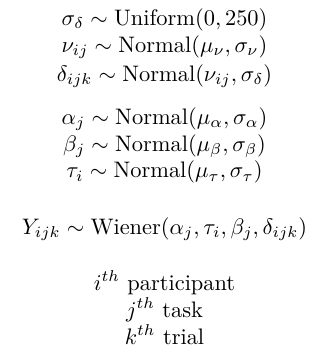 σ_δ ∼ Uniform(0, 250)
ν_ij ∼ Normal(μ_ν, σ_ν)
δ_ijk ∼ Normal(ν_ij, σ_δ)
α_j ∼ Normal(μ_α, σ_α)
β_j ∼ Normal(μ_β, σ_β)
τ_i ∼ Normal(μ_τ, σ_τ)
Y_ijk ∼ Wiener(α_j, τ_i, β_j, δ_ijk)
i^th participant
j^th task
k^th trial